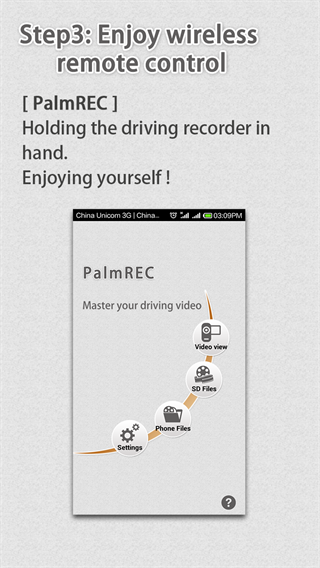 Step3: Enjoy wireless
remote control
[ PalmREC ]
Holding the driving recorder in
hand.
Enjoying yourself !
China Unicom 3G | China... 03:09PM
PalmREC
Master your driving video
Video view
SD Files
Phone Files
Settings
?